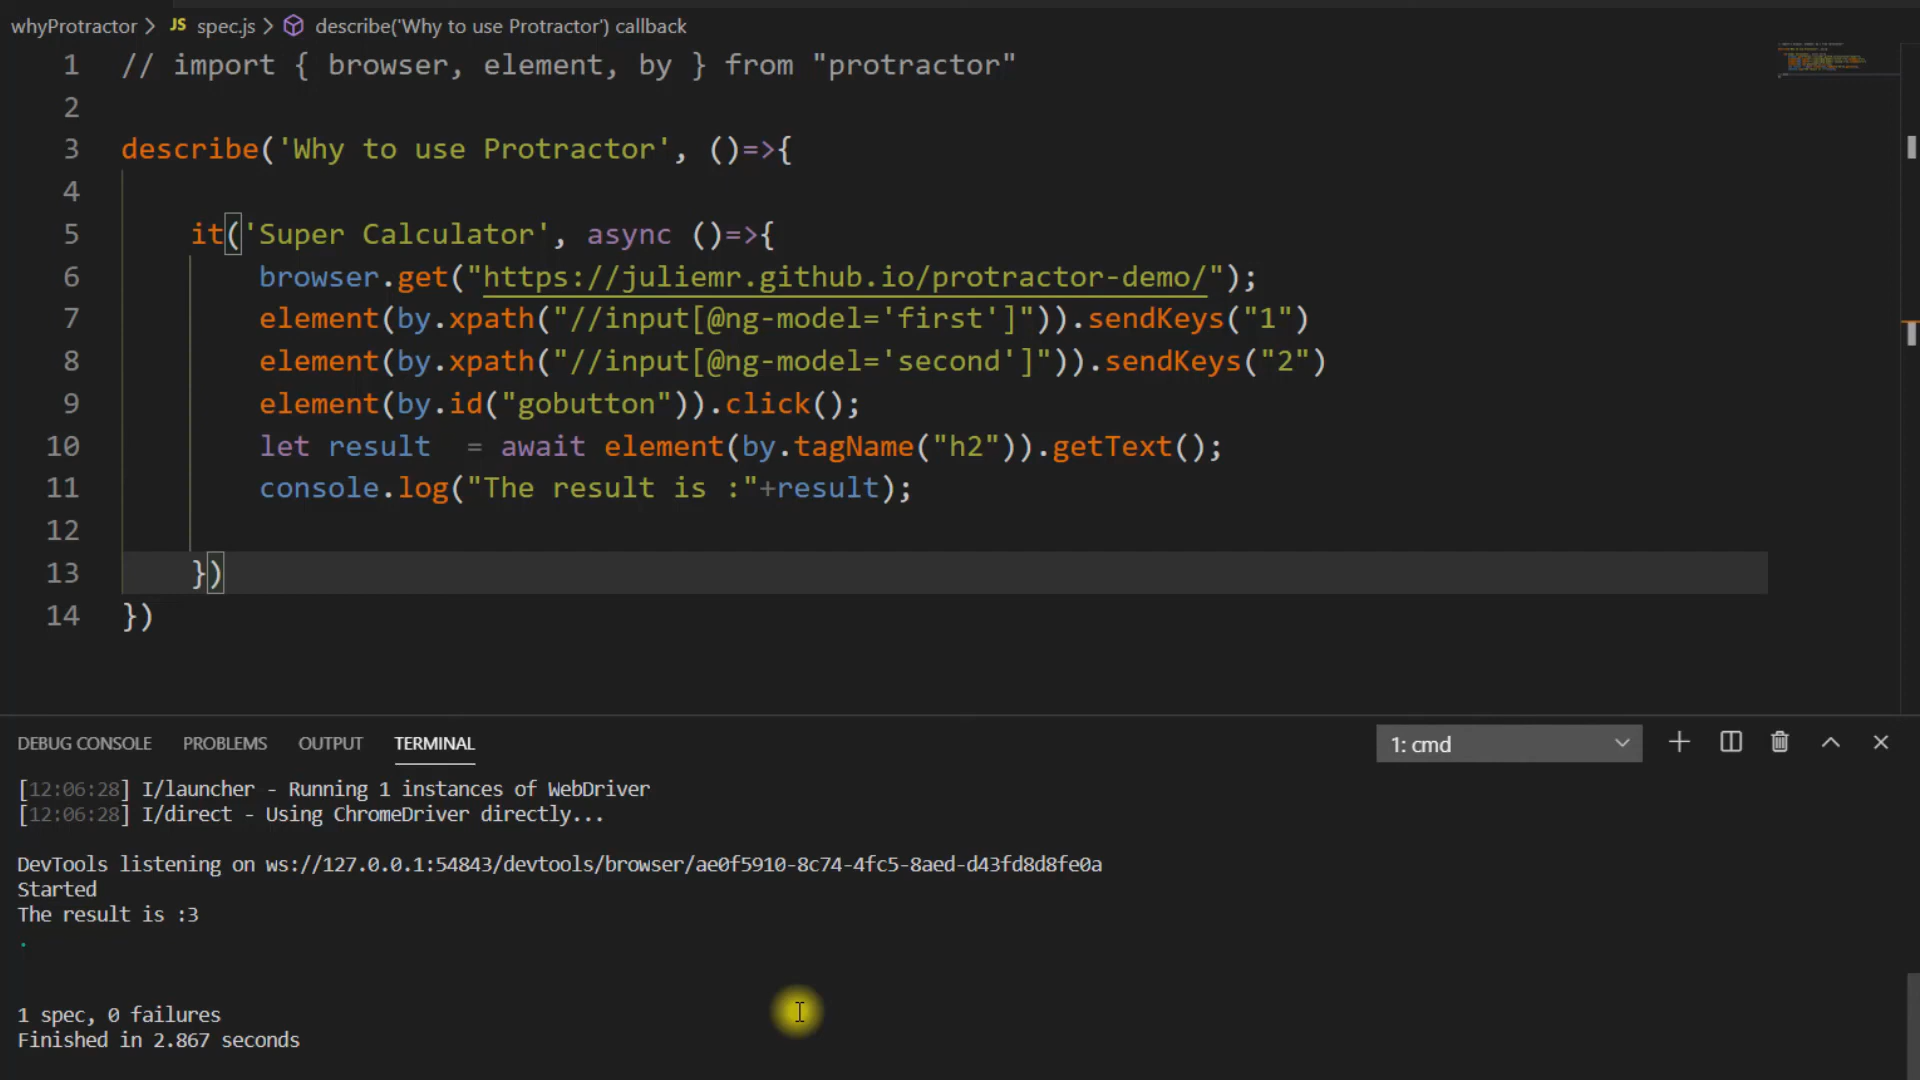 whyProtractor > JS spec.js > describe('Why to use Protractor') callback
1 // import { browser, element, by } from "protractor"
2
3 describe('Why to use Protractor', ()=>{
4
5 it('Super Calculator', async ()=>{
6 browser.get("https://juliemr.github.io/protractor-demo/");
7 element(by.xpath("//input[@ng-model='first']")).sendKeys("1")
8 element(by.xpath("//input[@ng-model='second']")).sendKeys("2")
9 element(by.id("gobutton")).click();
10 let result  = await element(by.tagName("h2")).getText();
11 console.log("The result is :"+result);
12
13 })
14 })
DEBUG CONSOLE PROBLEMS OUTPUT TERMINAL 1: cmd
[12:06:28] I/launcher - Running 1 instances of WebDriver
[12:06:28] I/direct - Using ChromeDriver directly...
DevTools listening on ws://127.0.0.1:54843/devtools/browser/ae0f5910-8c74-4fc5-8aed-d43fd8d8fe0a
Started
The result is :3
.
1 spec, 0 failures
Finished in 2.867 seconds